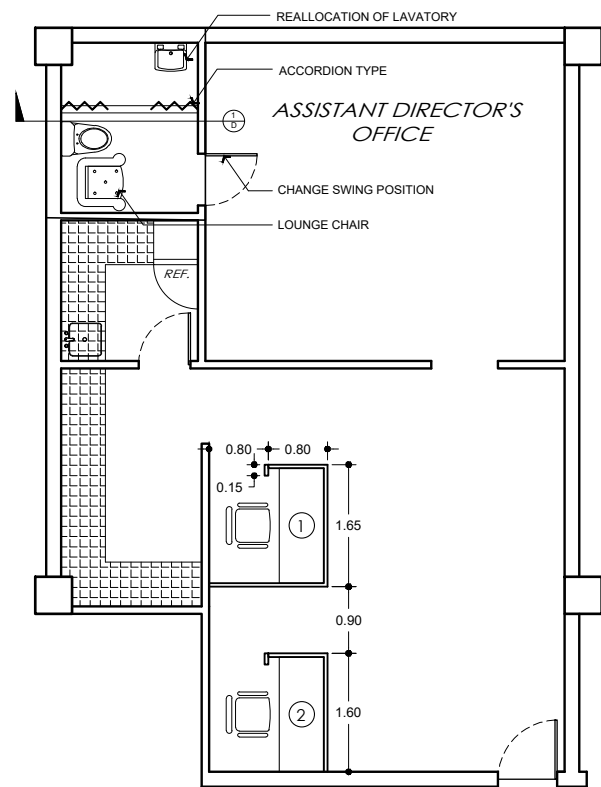 REALLOCATION OF LAVATORY
ACCORDION TYPE
1
D
ASSISTANT DIRECTOR'S
OFFICE
CHANGE SWING POSITION
LOUNGE CHAIR
REF.
0.80 0.80
0.15
1
1.65
0.90
2
1.60